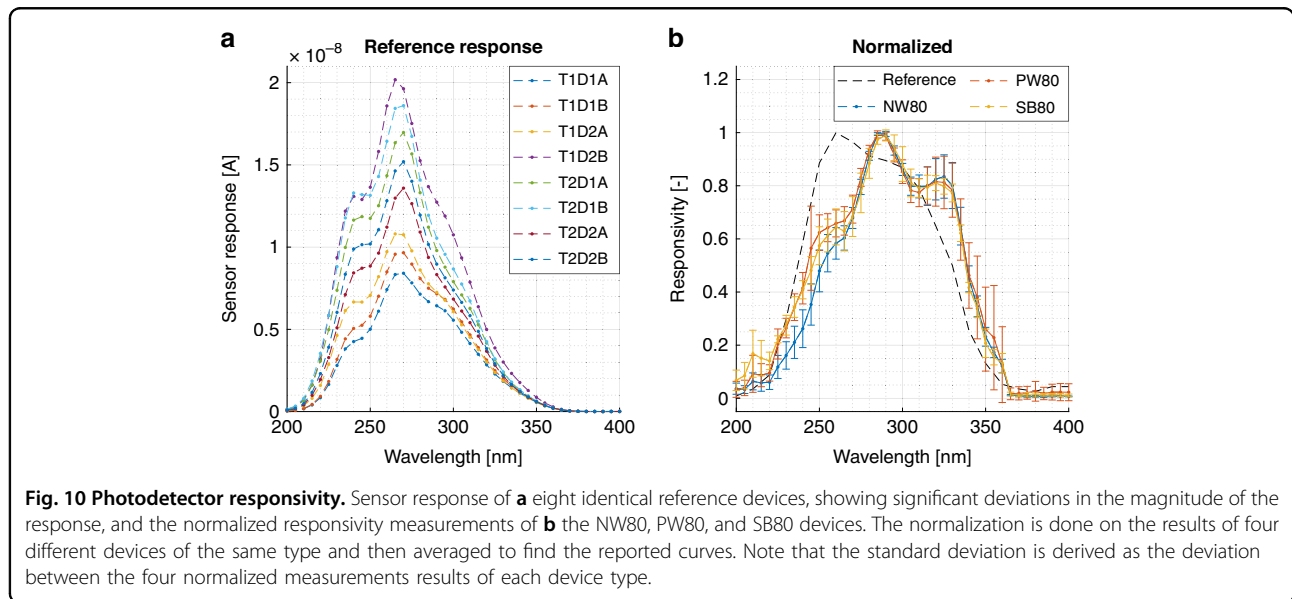 a
Reference response
× 10–8
2
1.5
1
0.5
0
200
250
300
350
400
Sensor response [A]
Wavelength [nm]
T1D1A
T1D1B
T1D2A
T1D2B
T2D1A
T2D1B
T2D2A
T2D2B
b
Normalized
1.2
1
0.8
0.6
0.4
0.2
0
200
250
300
350
400
Responsivity [-]
Wavelength [nm]
Reference
NW80
PW80
SB80
Fig. 10 Photodetector responsivity. Sensor response of a eight identical reference devices, showing significant deviations in the magnitude of the
response, and the normalized responsivity measurements of b the NW80, PW80, and SB80 devices. The normalization is done on the results of four
different devices of the same type and then averaged to find the reported curves. Note that the standard deviation is derived as the deviation
between the four normalized measurements results of each device type.